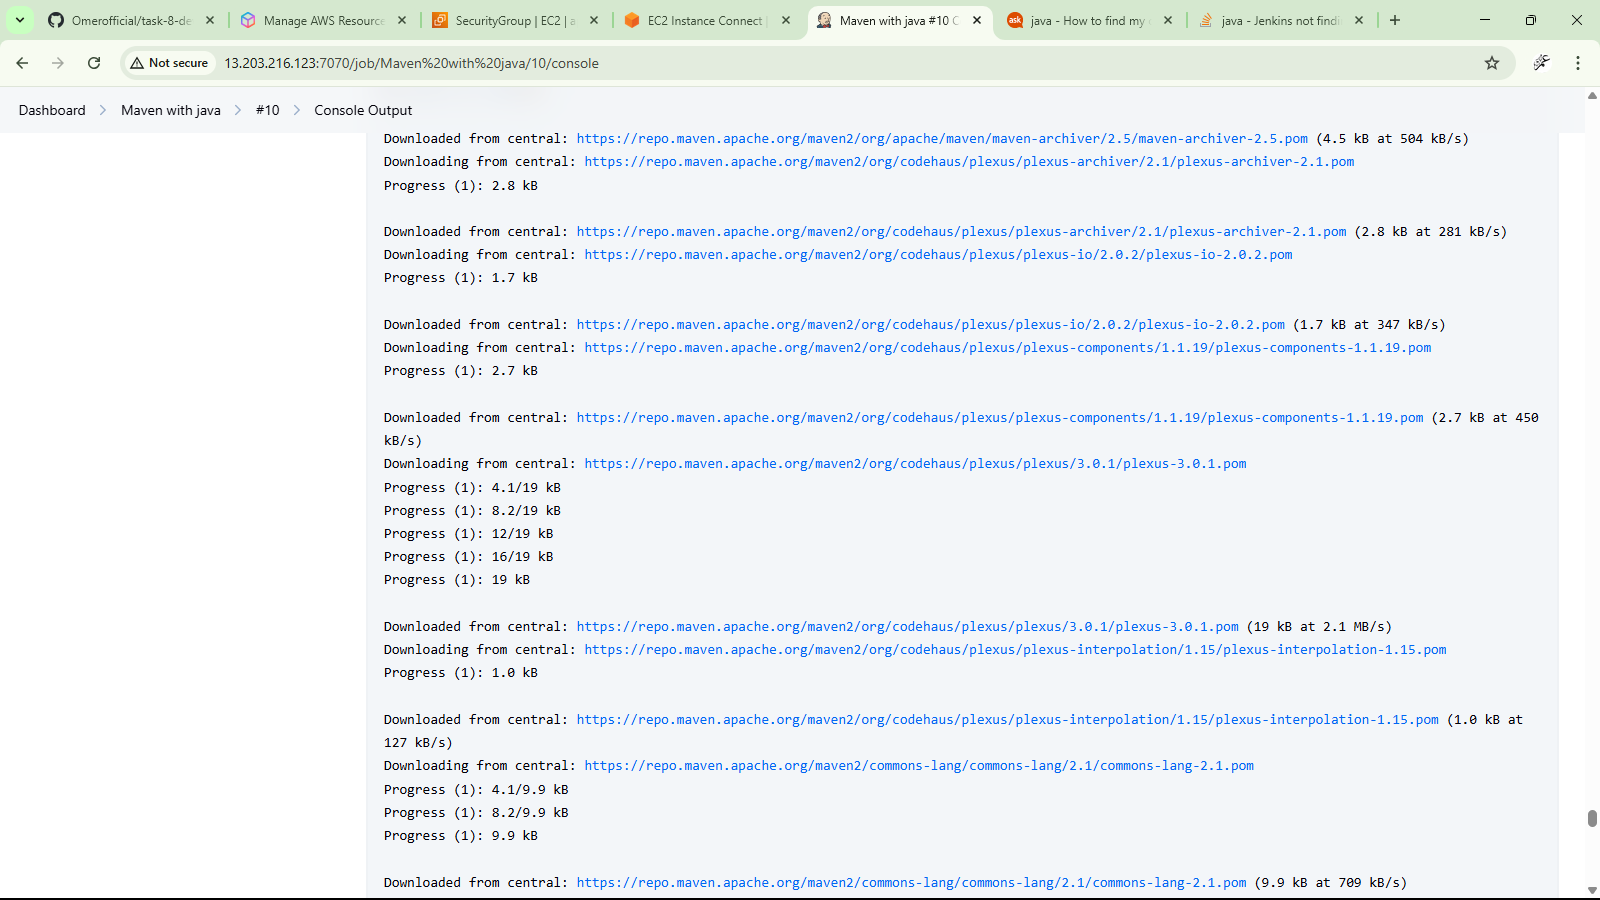 Omerofficial/task-8-de
Manage AWS Resource
SecurityGroup | EC2 | a
EC2 Instance Connect |
Maven with java #10 C
java - How to find my
java - Jenkins not findi
Not secure
13.203.216.123:7070/job/Maven%20with%20java/10/console
Dashboard > Maven with java > #10 > Console Output
Downloaded from central: https://repo.maven.apache.org/maven2/org/apache/maven/maven-archiver/2.5/maven-archiver-2.5.pom (4.5 kB at 504 kB/s)
Downloading from central: https://repo.maven.apache.org/maven2/org/codehaus/plexus/plexus-archiver/2.1/plexus-archiver-2.1.pom
Progress (1): 2.8 kB
Downloaded from central: https://repo.maven.apache.org/maven2/org/codehaus/plexus/plexus-archiver/2.1/plexus-archiver-2.1.pom (2.8 kB at 281 kB/s)
Downloading from central: https://repo.maven.apache.org/maven2/org/codehaus/plexus/plexus-io/2.0.2/plexus-io-2.0.2.pom
Progress (1): 1.7 kB
Downloaded from central: https://repo.maven.apache.org/maven2/org/codehaus/plexus/plexus-io/2.0.2/plexus-io-2.0.2.pom (1.7 kB at 347 kB/s)
Downloading from central: https://repo.maven.apache.org/maven2/org/codehaus/plexus/plexus-components/1.1.19/plexus-components-1.1.19.pom
Progress (1): 2.7 kB
Downloaded from central: https://repo.maven.apache.org/maven2/org/codehaus/plexus/plexus-components/1.1.19/plexus-components-1.1.19.pom (2.7 kB at 450
kB/s)
Downloading from central: https://repo.maven.apache.org/maven2/org/codehaus/plexus/plexus/3.0.1/plexus-3.0.1.pom
Progress (1): 4.1/19 kB
Progress (1): 8.2/19 kB
Progress (1): 12/19 kB
Progress (1): 16/19 kB
Progress (1): 19 kB
Downloaded from central: https://repo.maven.apache.org/maven2/org/codehaus/plexus/plexus/3.0.1/plexus-3.0.1.pom (19 kB at 2.1 MB/s)
Downloading from central: https://repo.maven.apache.org/maven2/org/codehaus/plexus/plexus-interpolation/1.15/plexus-interpolation-1.15.pom
Progress (1): 1.0 kB
Downloaded from central: https://repo.maven.apache.org/maven2/org/codehaus/plexus/plexus-interpolation/1.15/plexus-interpolation-1.15.pom (1.0 kB at
127 kB/s)
Downloading from central: https://repo.maven.apache.org/maven2/commons-lang/commons-lang/2.1/commons-lang-2.1.pom
Progress (1): 4.1/9.9 kB
Progress (1): 8.2/9.9 kB
Progress (1): 9.9 kB
Downloaded from central: https://repo.maven.apache.org/maven2/commons-lang/commons-lang/2.1/commons-lang-2.1.pom (9.9 kB at 709 kB/s)